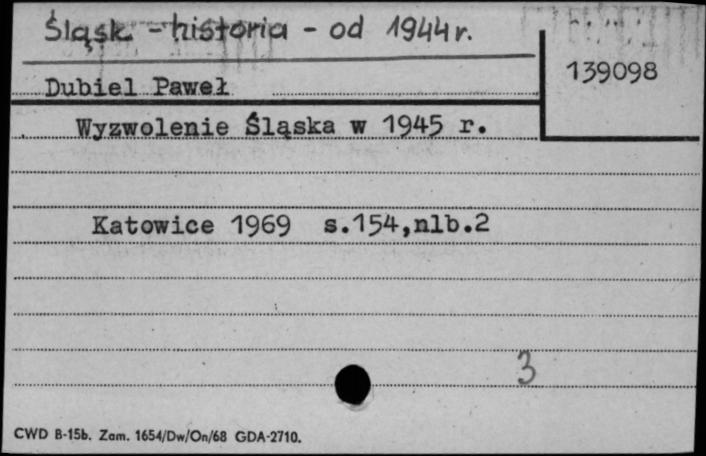 Śląsk - historia - od 1944 r.
139098
Dubiel Paweł
Wyzwolenie Śląska w 1945 r.
Katowice 1969 s.154,nlb.2
3
CWD B-15b. Zam. 1654/Dw/On/68 GDA-2710.